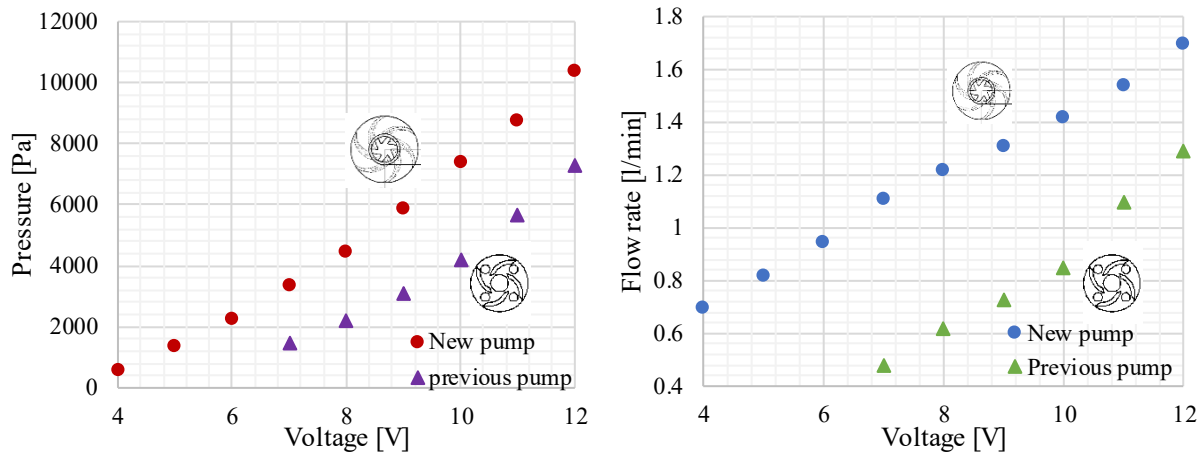 12000
10000
8000
6000
4000
2000
0
Pressure [Pa]
New pump
previous pump
4 6 8 10 12
Voltage [V]
1.8
1.6
1.4
1.2
1
0.8
0.6
0.4
Flow rate [l/min]
New pump
Previous pump
4 6 8 10 12
Voltage [V]